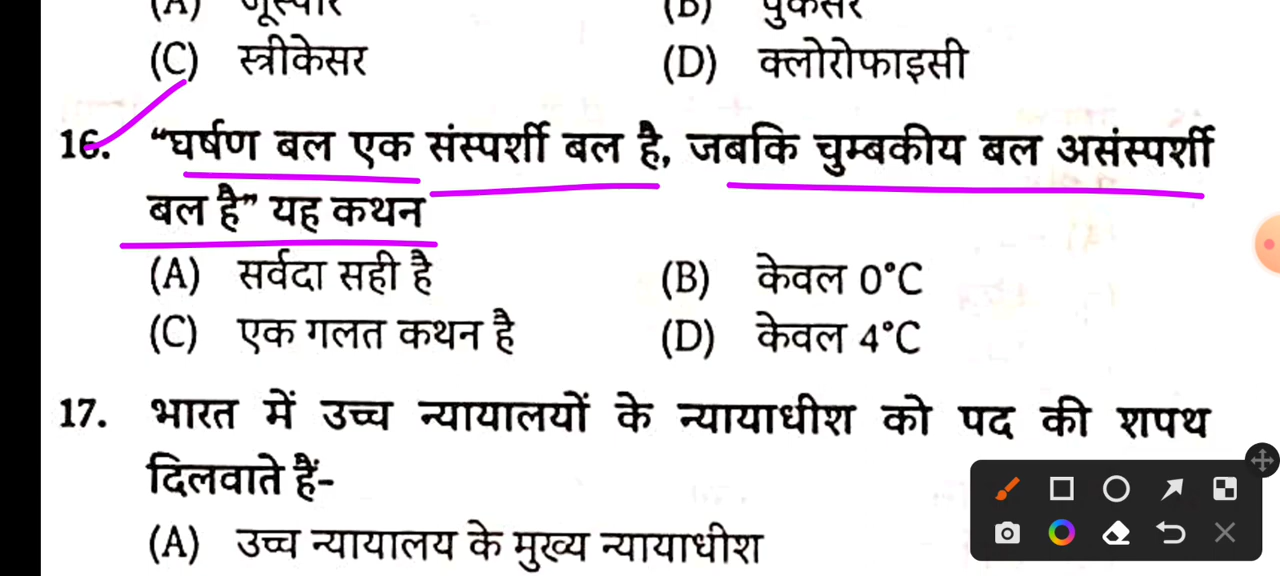 (A) जूस्पोर (B) पुंकेसर
(C) स्त्रीकेसर (D) क्लोरोफाइसी
16. “घर्षण बल एक संस्पर्शी बल है, जबकि चुम्बकीय बल असंस्पर्शी
बल है” यह कथन
(A) सर्वदा सही है (B) केवल 0°C
(C) एक गलत कथन है (D) केवल 4°C
17. भारत में उच्च न्यायालयों के न्यायाधीश को पद की शपथ
दिलवाते हैं-
(A) उच्च न्यायालय के मुख्य न्यायाधीश